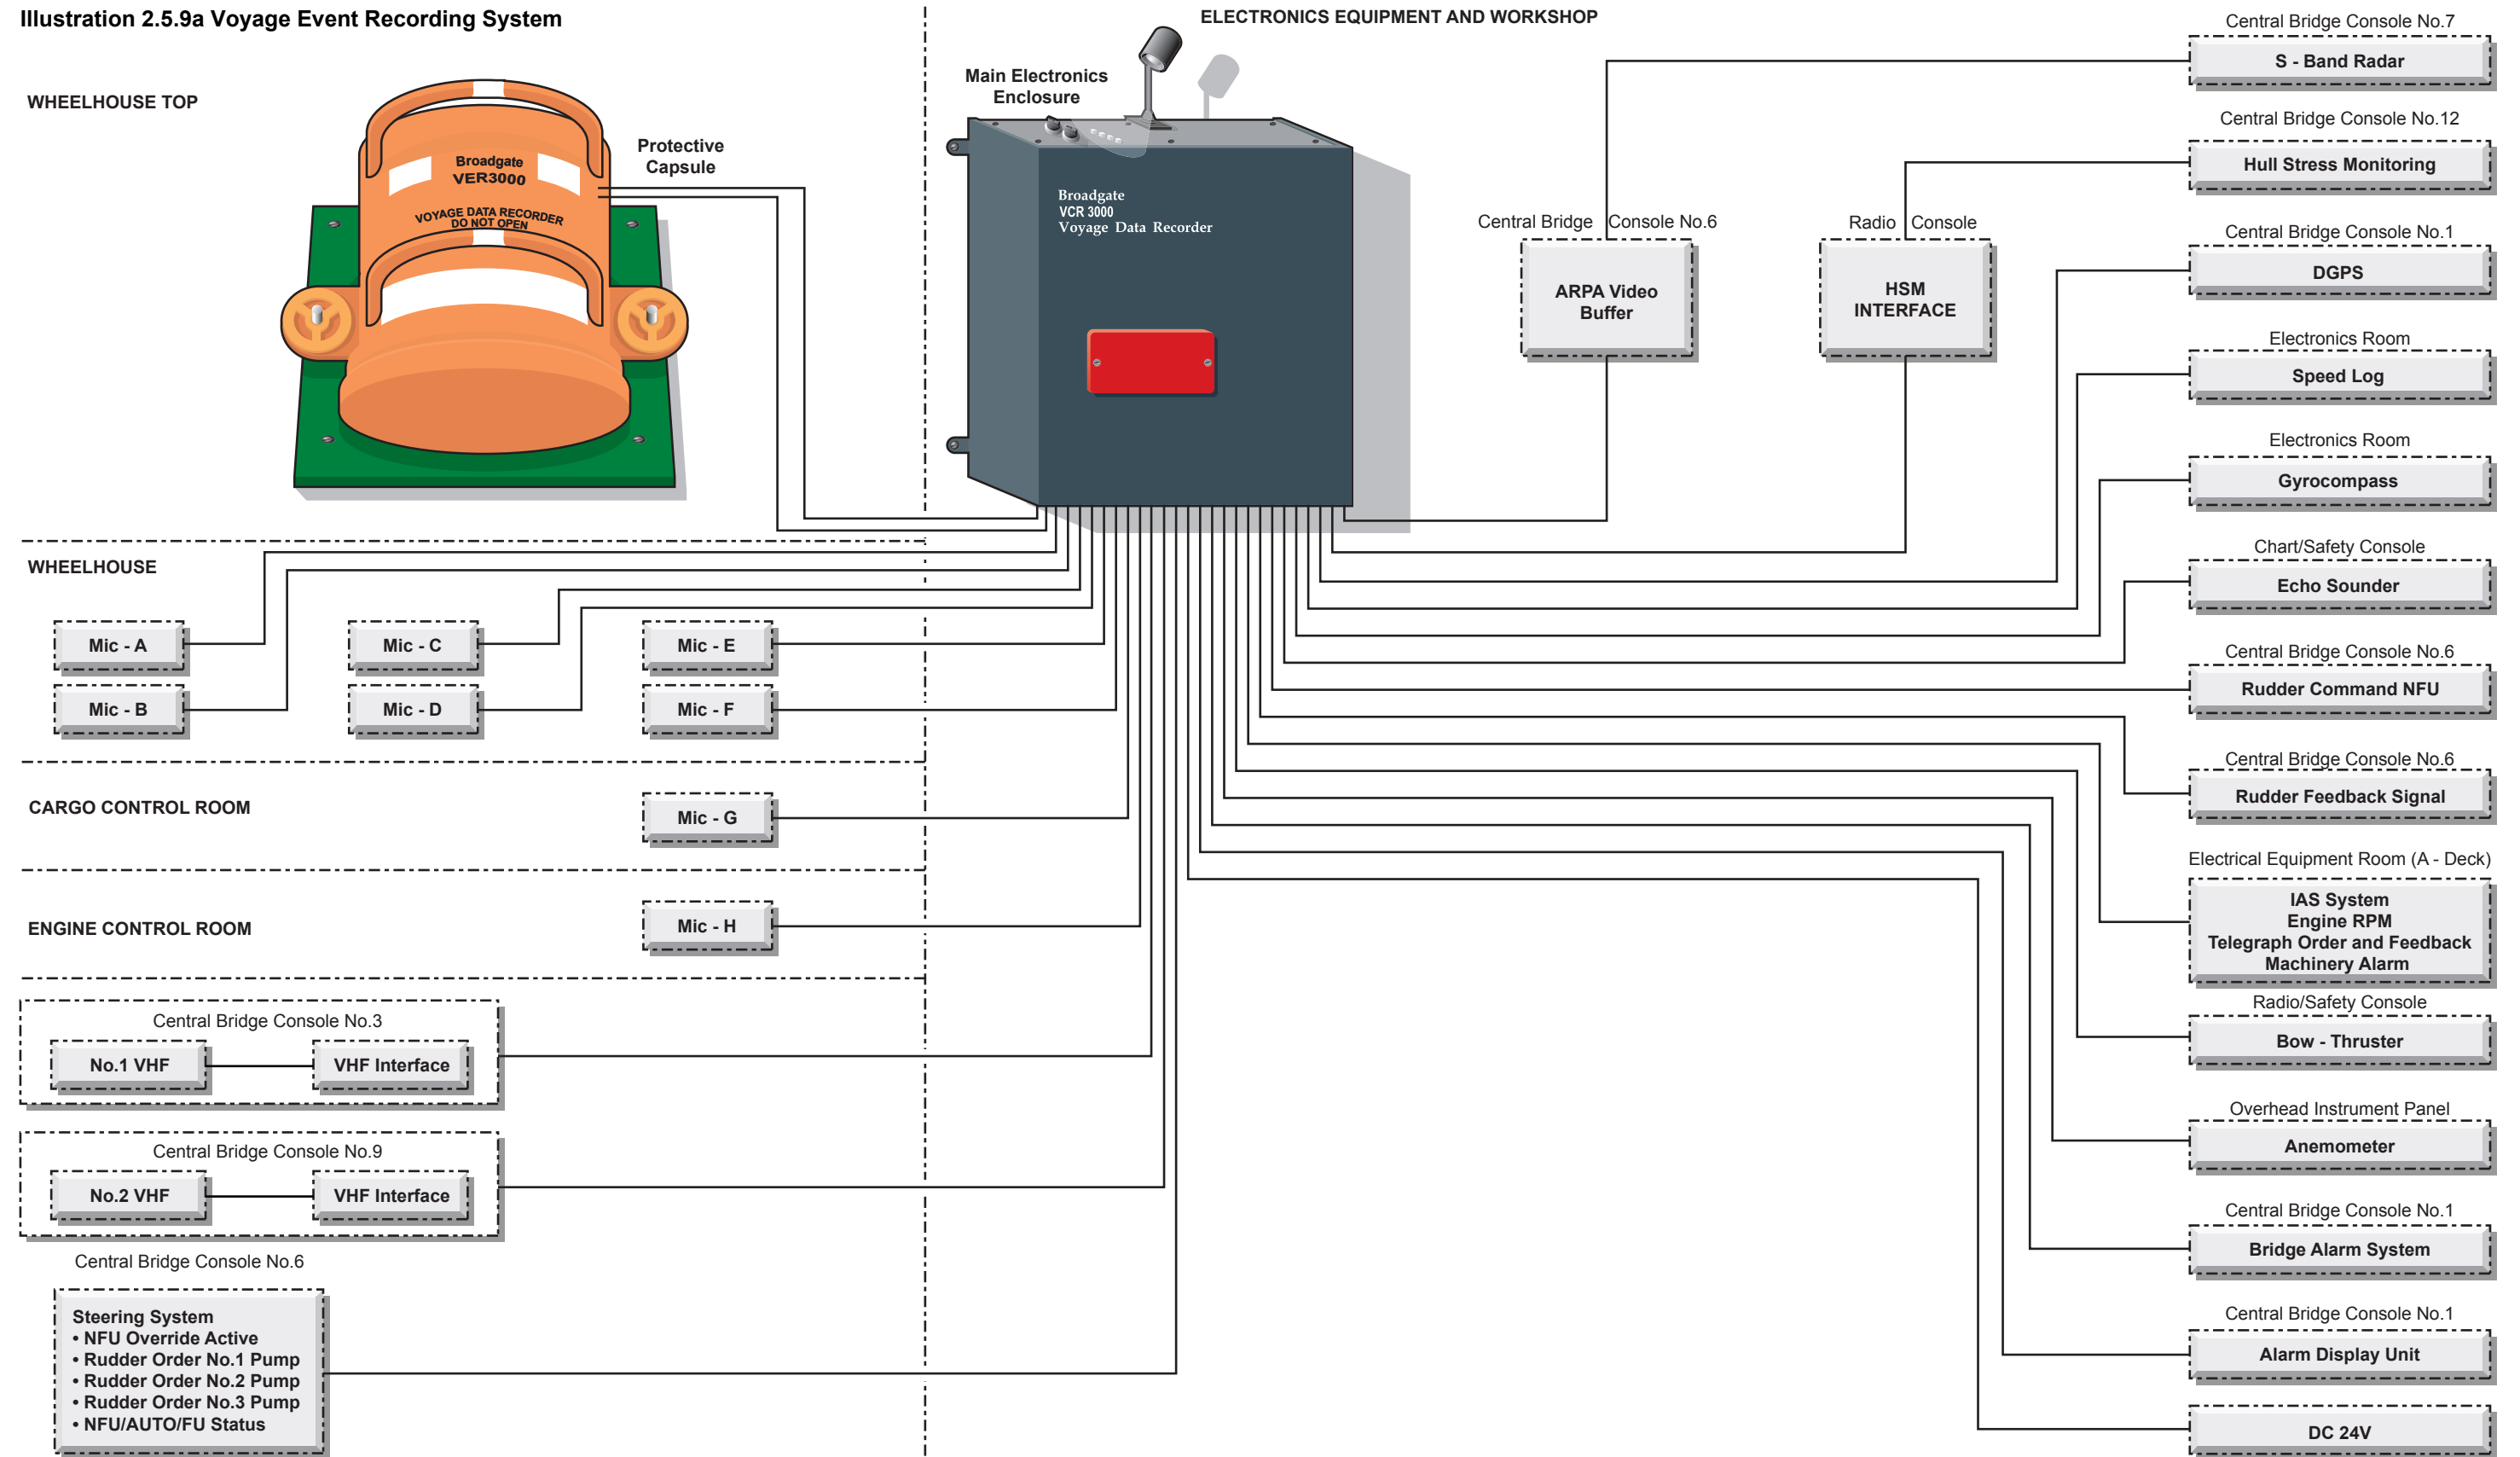 Illustration 2.5.9a Voyage Event Recording System
WHEELHOUSE TOP
Broadgate
VER3000
VOYAGE DATA RECORDER
DO NOT OPEN
Protective
Capsule
ELECTRONICS EQUIPMENT AND WORKSHOP
Main Electronics
Enclosure
Broadgate
VCR 3000
Voyage Data Recorder
Central Bridge Console No.6
ARPA Video
Buffer
Radio Console
HSM
INTERFACE
Central Bridge Console No.7
S - Band Radar
Central Bridge Console No.12
Hull Stress Monitoring
Central Bridge Console No.1
DGPS
Electronics Room
Speed Log
Electronics Room
Gyrocompass
Chart/Safety Console
Echo Sounder
Central Bridge Console No.6
Rudder Command NFU
Central Bridge Console No.6
Rudder Feedback Signal
Electrical Equipment Room (A - Deck)
IAS System
Engine RPM
Telegraph Order and Feedback
Machinery Alarm
Radio/Safety Console
Bow - Thruster
Overhead Instrument Panel
Anemometer
Central Bridge Console No.1
Bridge Alarm System
Central Bridge Console No.1
Alarm Display Unit
DC 24V
WHEELHOUSE
Mic - A
Mic - C
Mic - E
Mic - B
Mic - D
Mic - F
CARGO CONTROL ROOM
Mic - G
ENGINE CONTROL ROOM
Mic - H
Central Bridge Console No.3
No.1 VHF
VHF Interface
Central Bridge Console No.9
No.2 VHF
VHF Interface
Central Bridge Console No.6
Steering System
• NFU Override Active
• Rudder Order No.1 Pump
• Rudder Order No.2 Pump
• Rudder Order No.3 Pump
• NFU/AUTO/FU Status